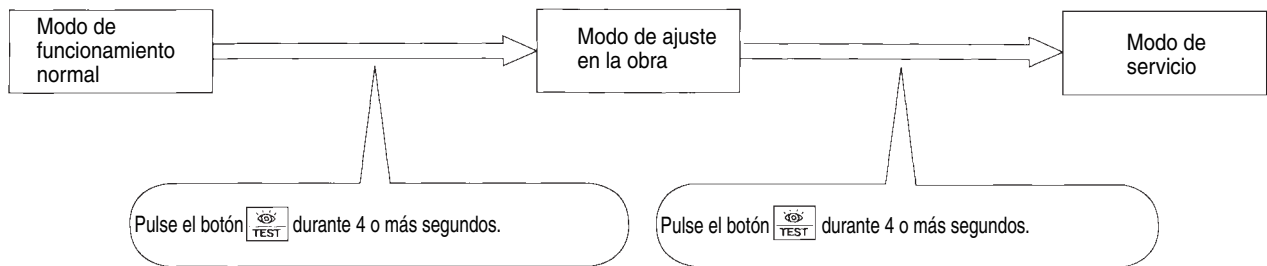 Modo de
funcionamiento
normal
Modo de ajuste
en la obra
Modo de
servicio
Pulse el botón TEST durante 4 o más segundos.
Pulse el botón TEST durante 4 o más segundos.